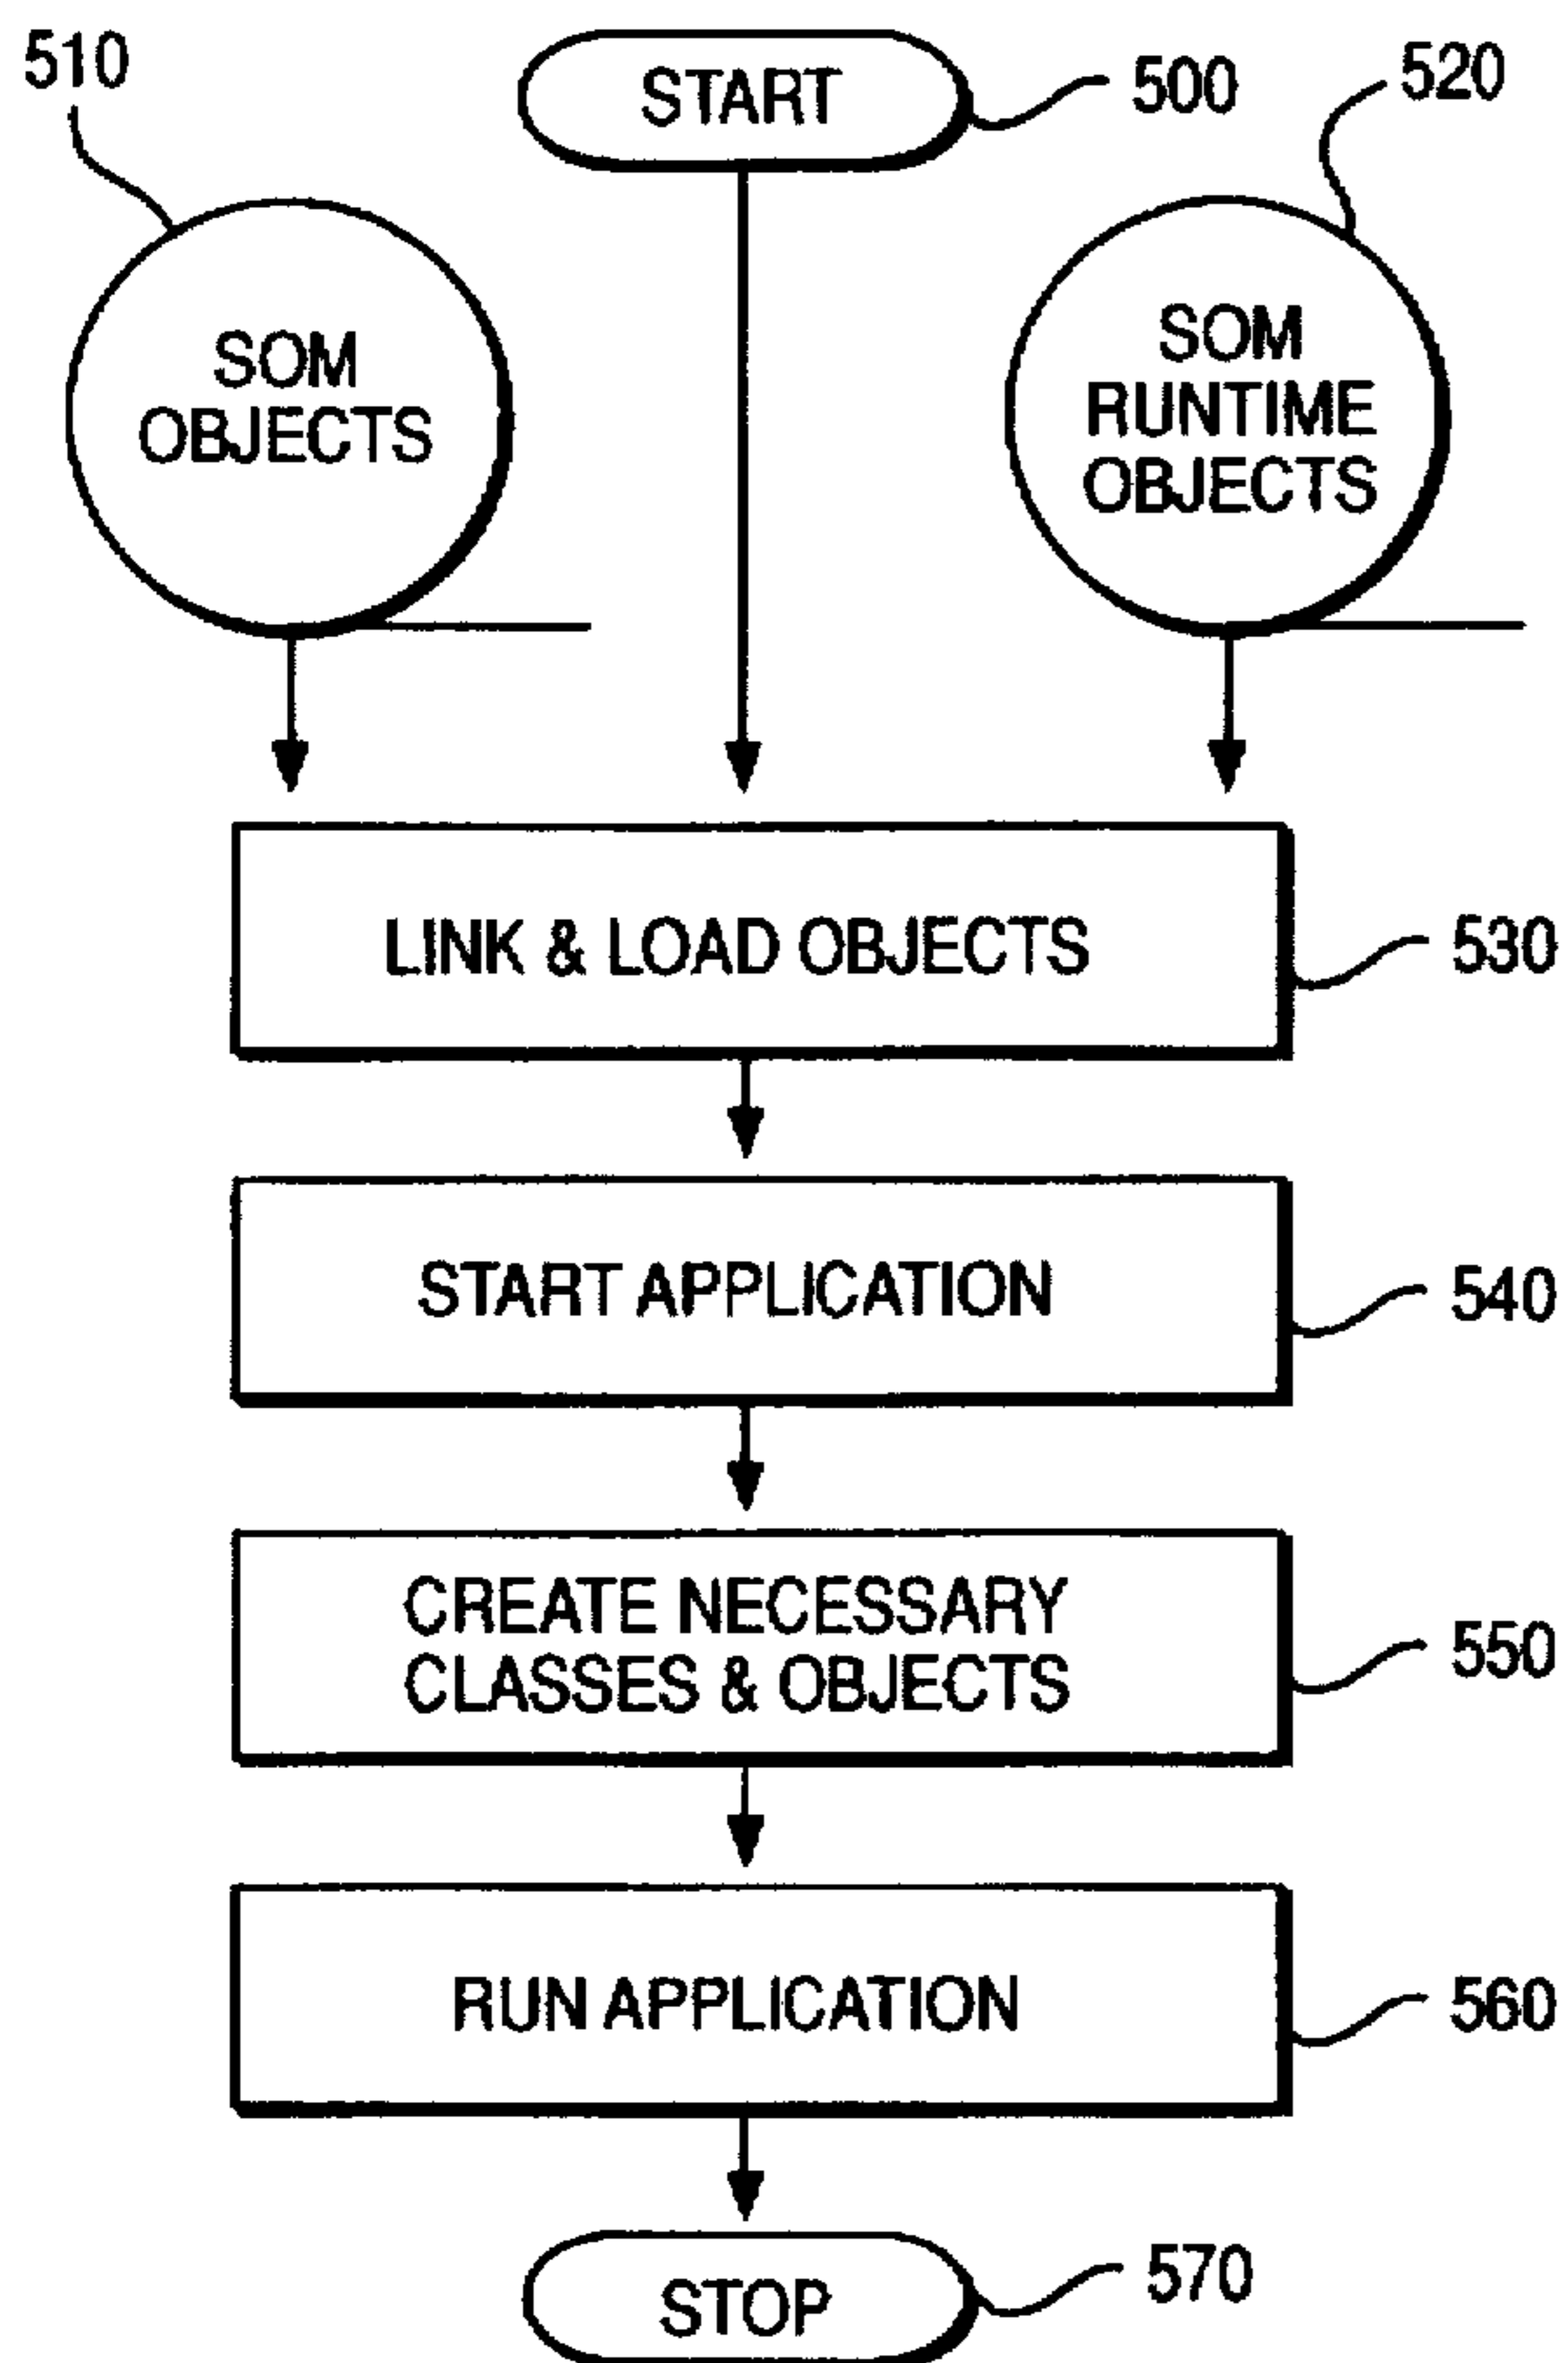 510
START
500
520
SOM
OBJECTS
SOM
RUNTIME
OBJECTS
LINK & LOAD OBJECTS
530
START APPLICATION
540
CREATE NECESSARY
CLASSES & OBJECTS
550
RUN APPLICATION
560
STOP
570